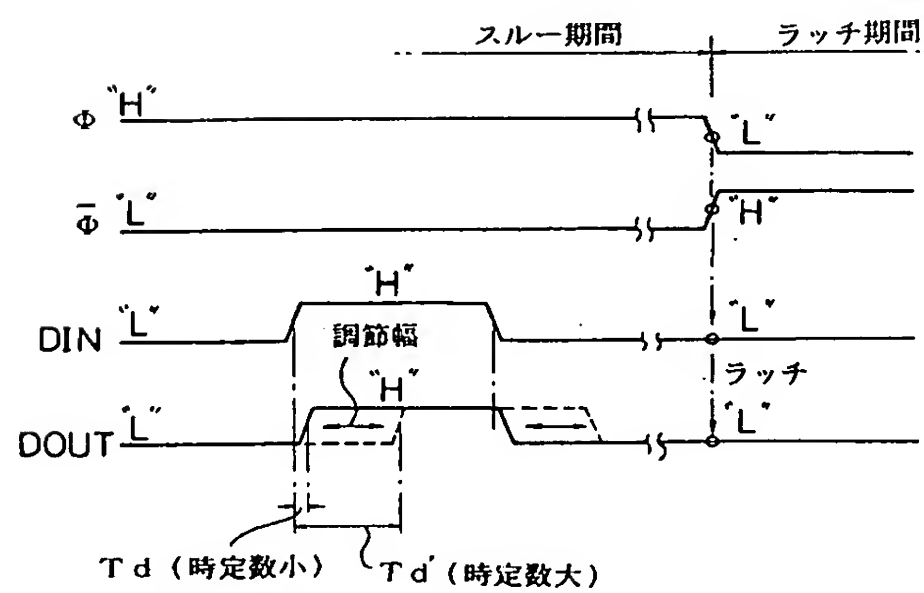 スルー期間 ラッチ期間
Φ "H" "L"
Φ̅ "L" "H"
DIN "L" "H" "L"
調節幅
ラッチ
DOUT "L" "H" "L"
Td（時定数小） Td'（時定数大）